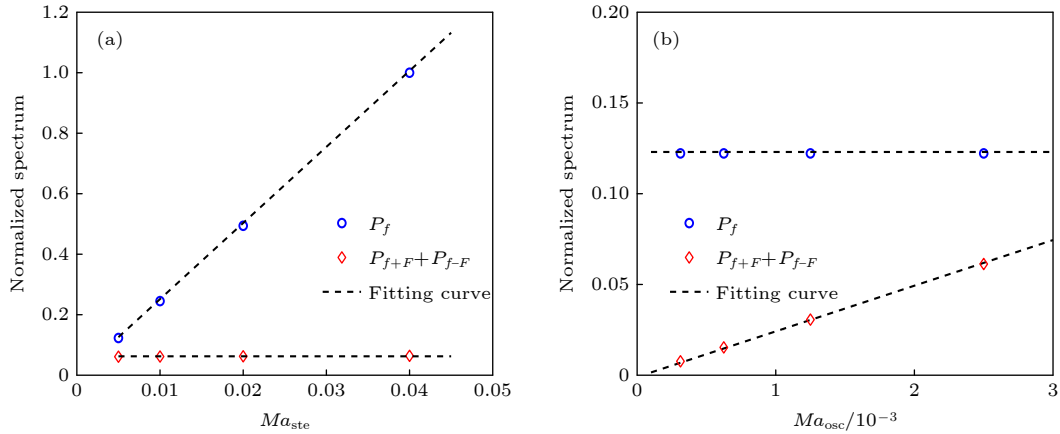 1.2
1.0
0.8
0.6
0.4
0.2
0
Normalized spectrum
(a)
P_f
P_{f+F}+P_{f-F}
Fitting curve
0 0.01 0.02 0.03 0.04 0.05
Ma_ste
0.20
0.15
0.10
0.05
0
Normalized spectrum
(b)
P_f
P_{f+F}+P_{f-F}
Fitting curve
0 1 2 3
Ma_osc/10^{-3}